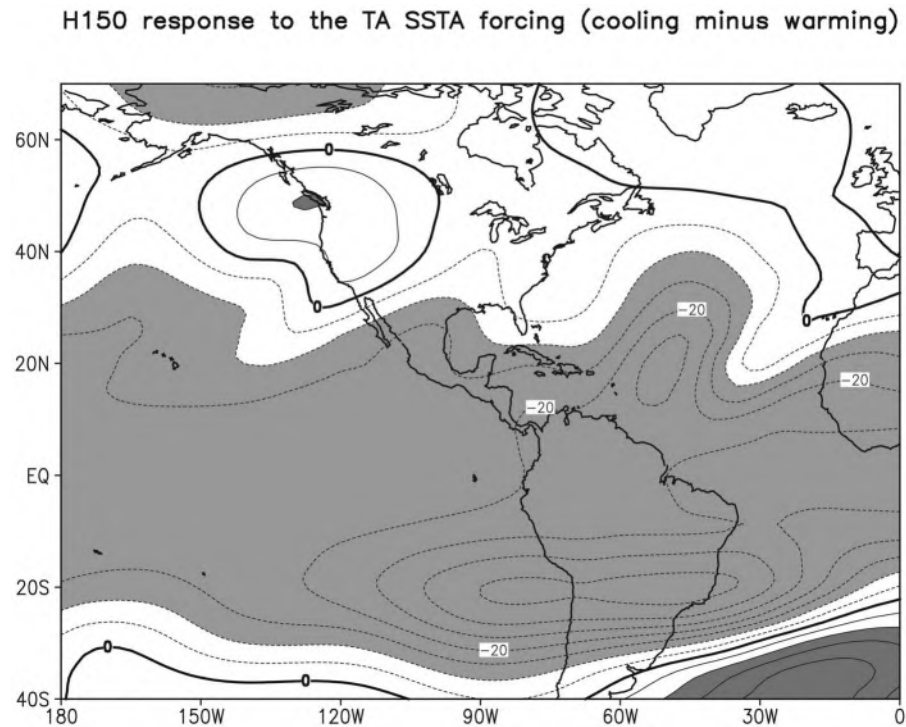 H150 response to the TA SSTA forcing (cooling minus warming)
60N
0
40N
0
-20
0
20N
-20
-20
EQ
20S
-20
0
0
40S
180 150W 120W 90W 60W 30W 0